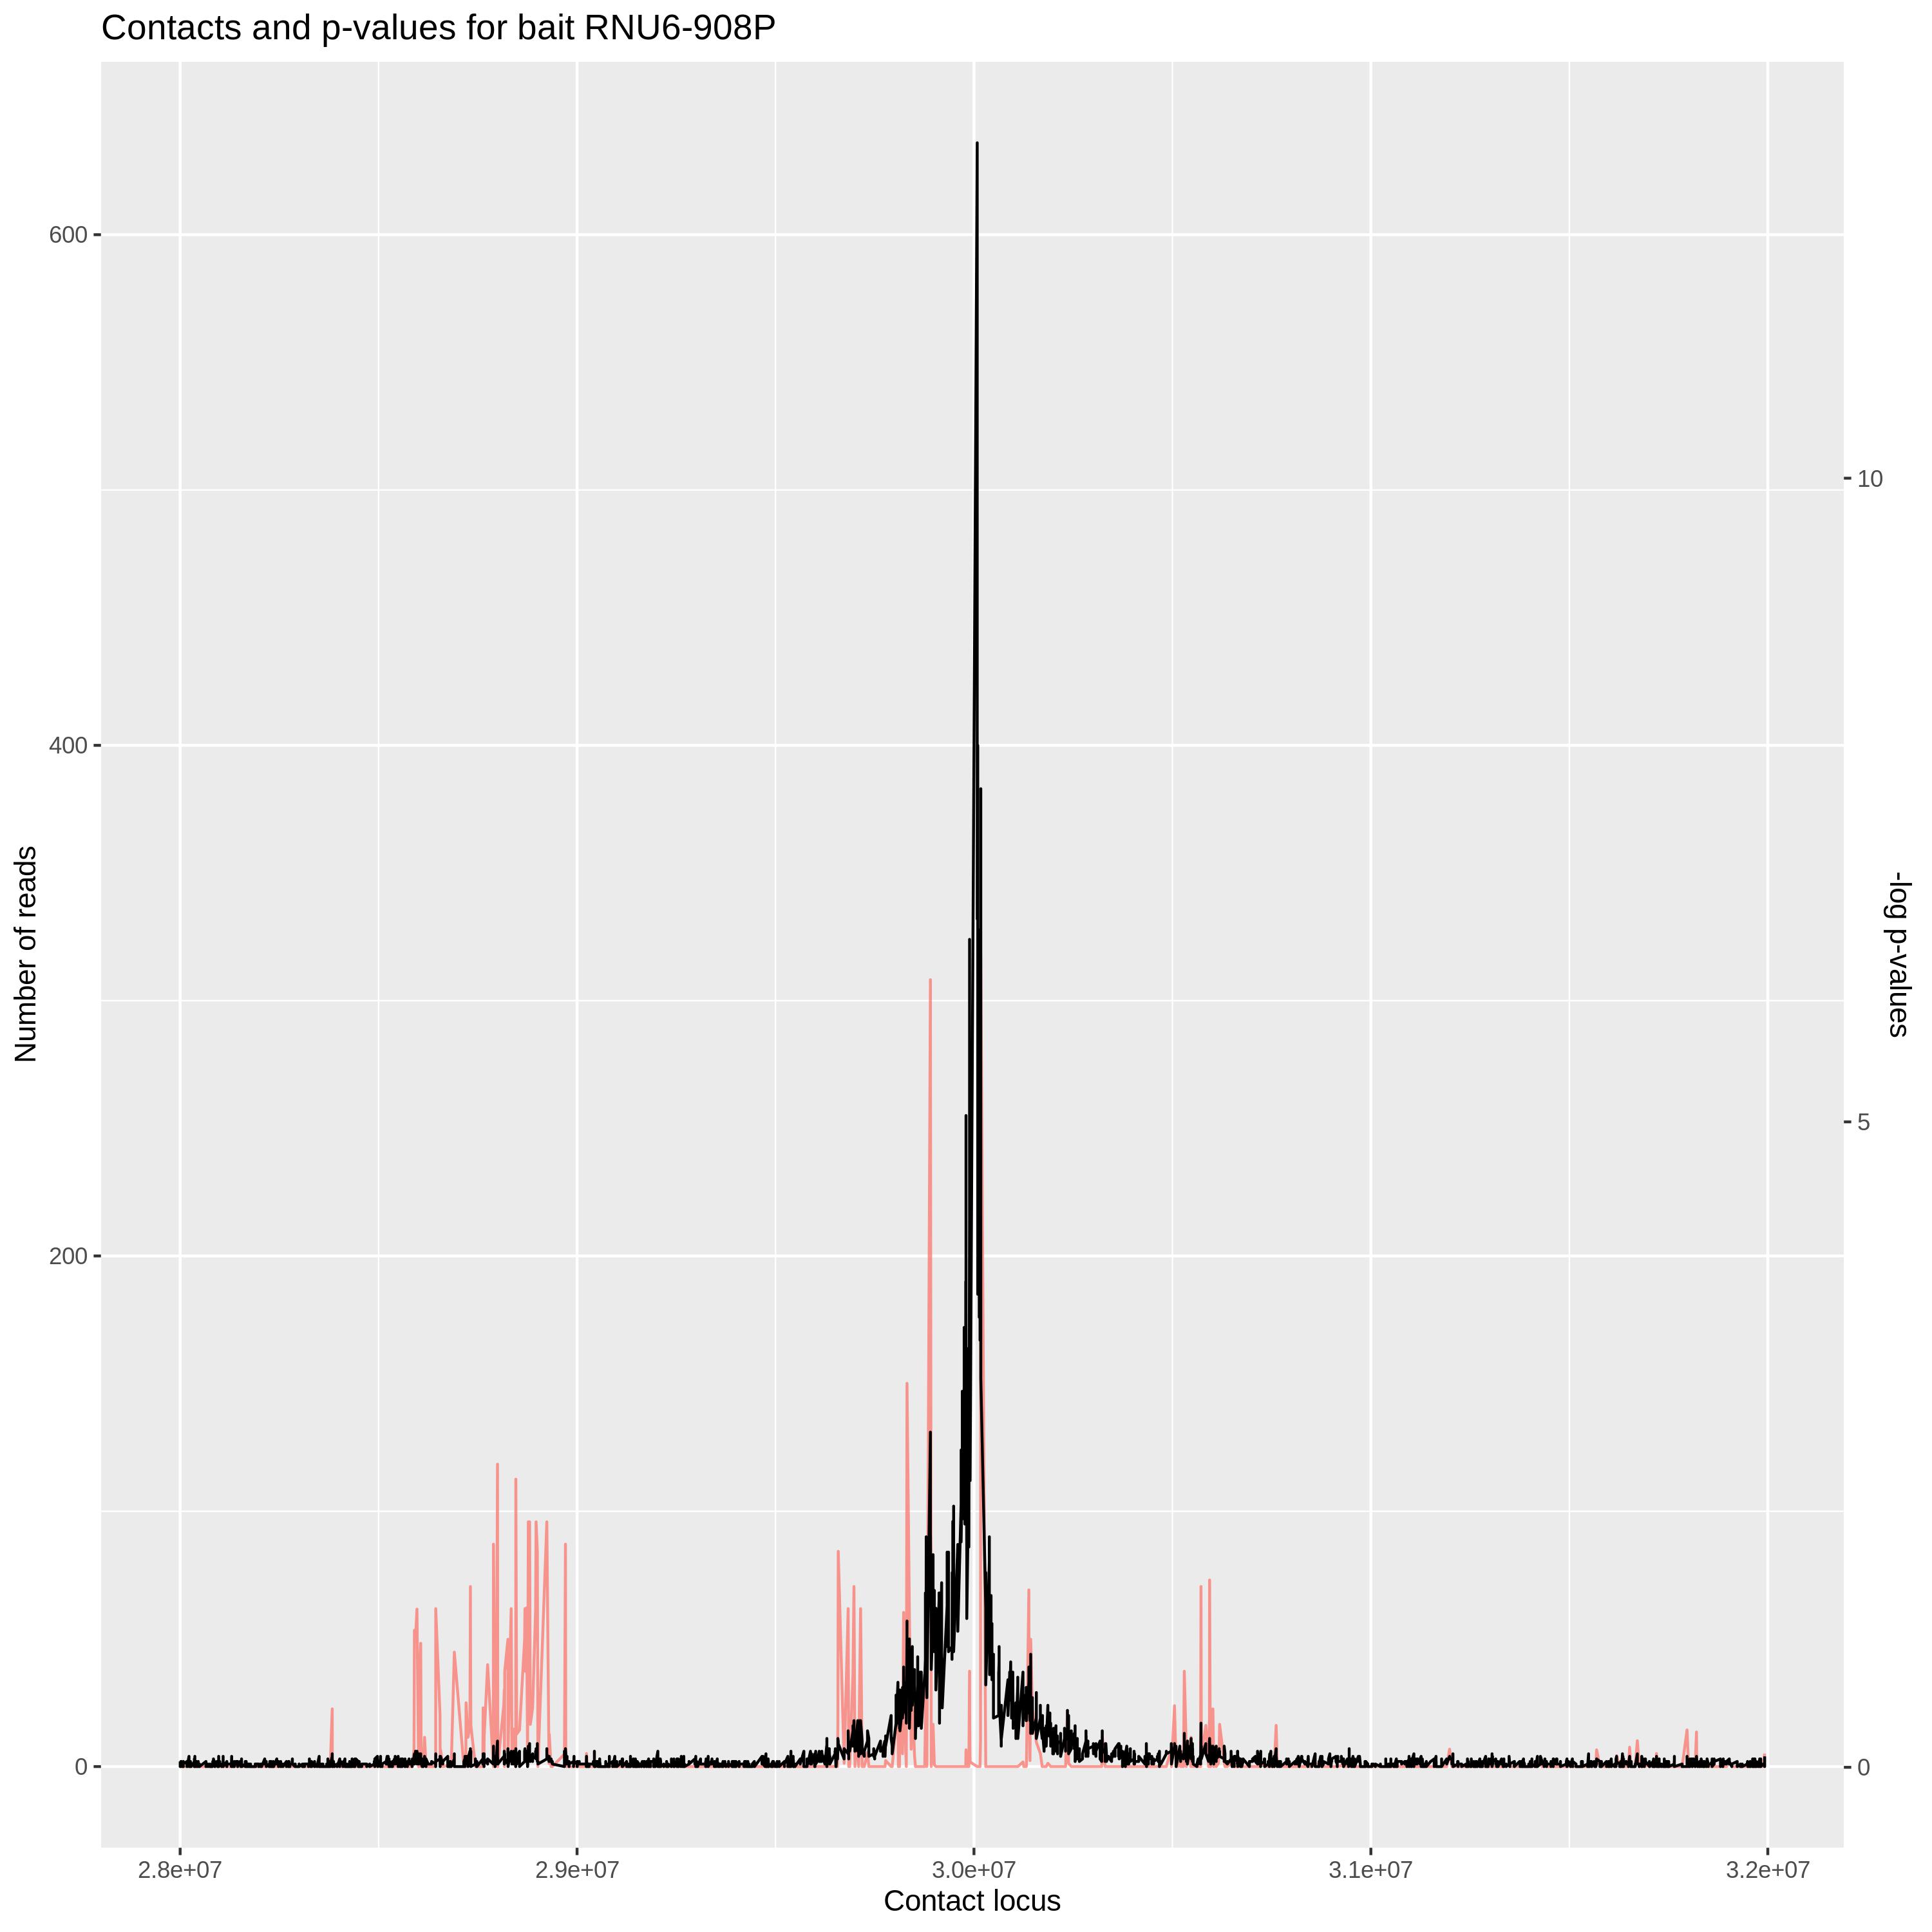 Contacts and p-values for bait RNU6-908P
600
400
200
0
Number of reads
10
5
0
-log p-values
2.8e+07
2.9e+07
3.0e+07
3.1e+07
3.2e+07
Contact locus